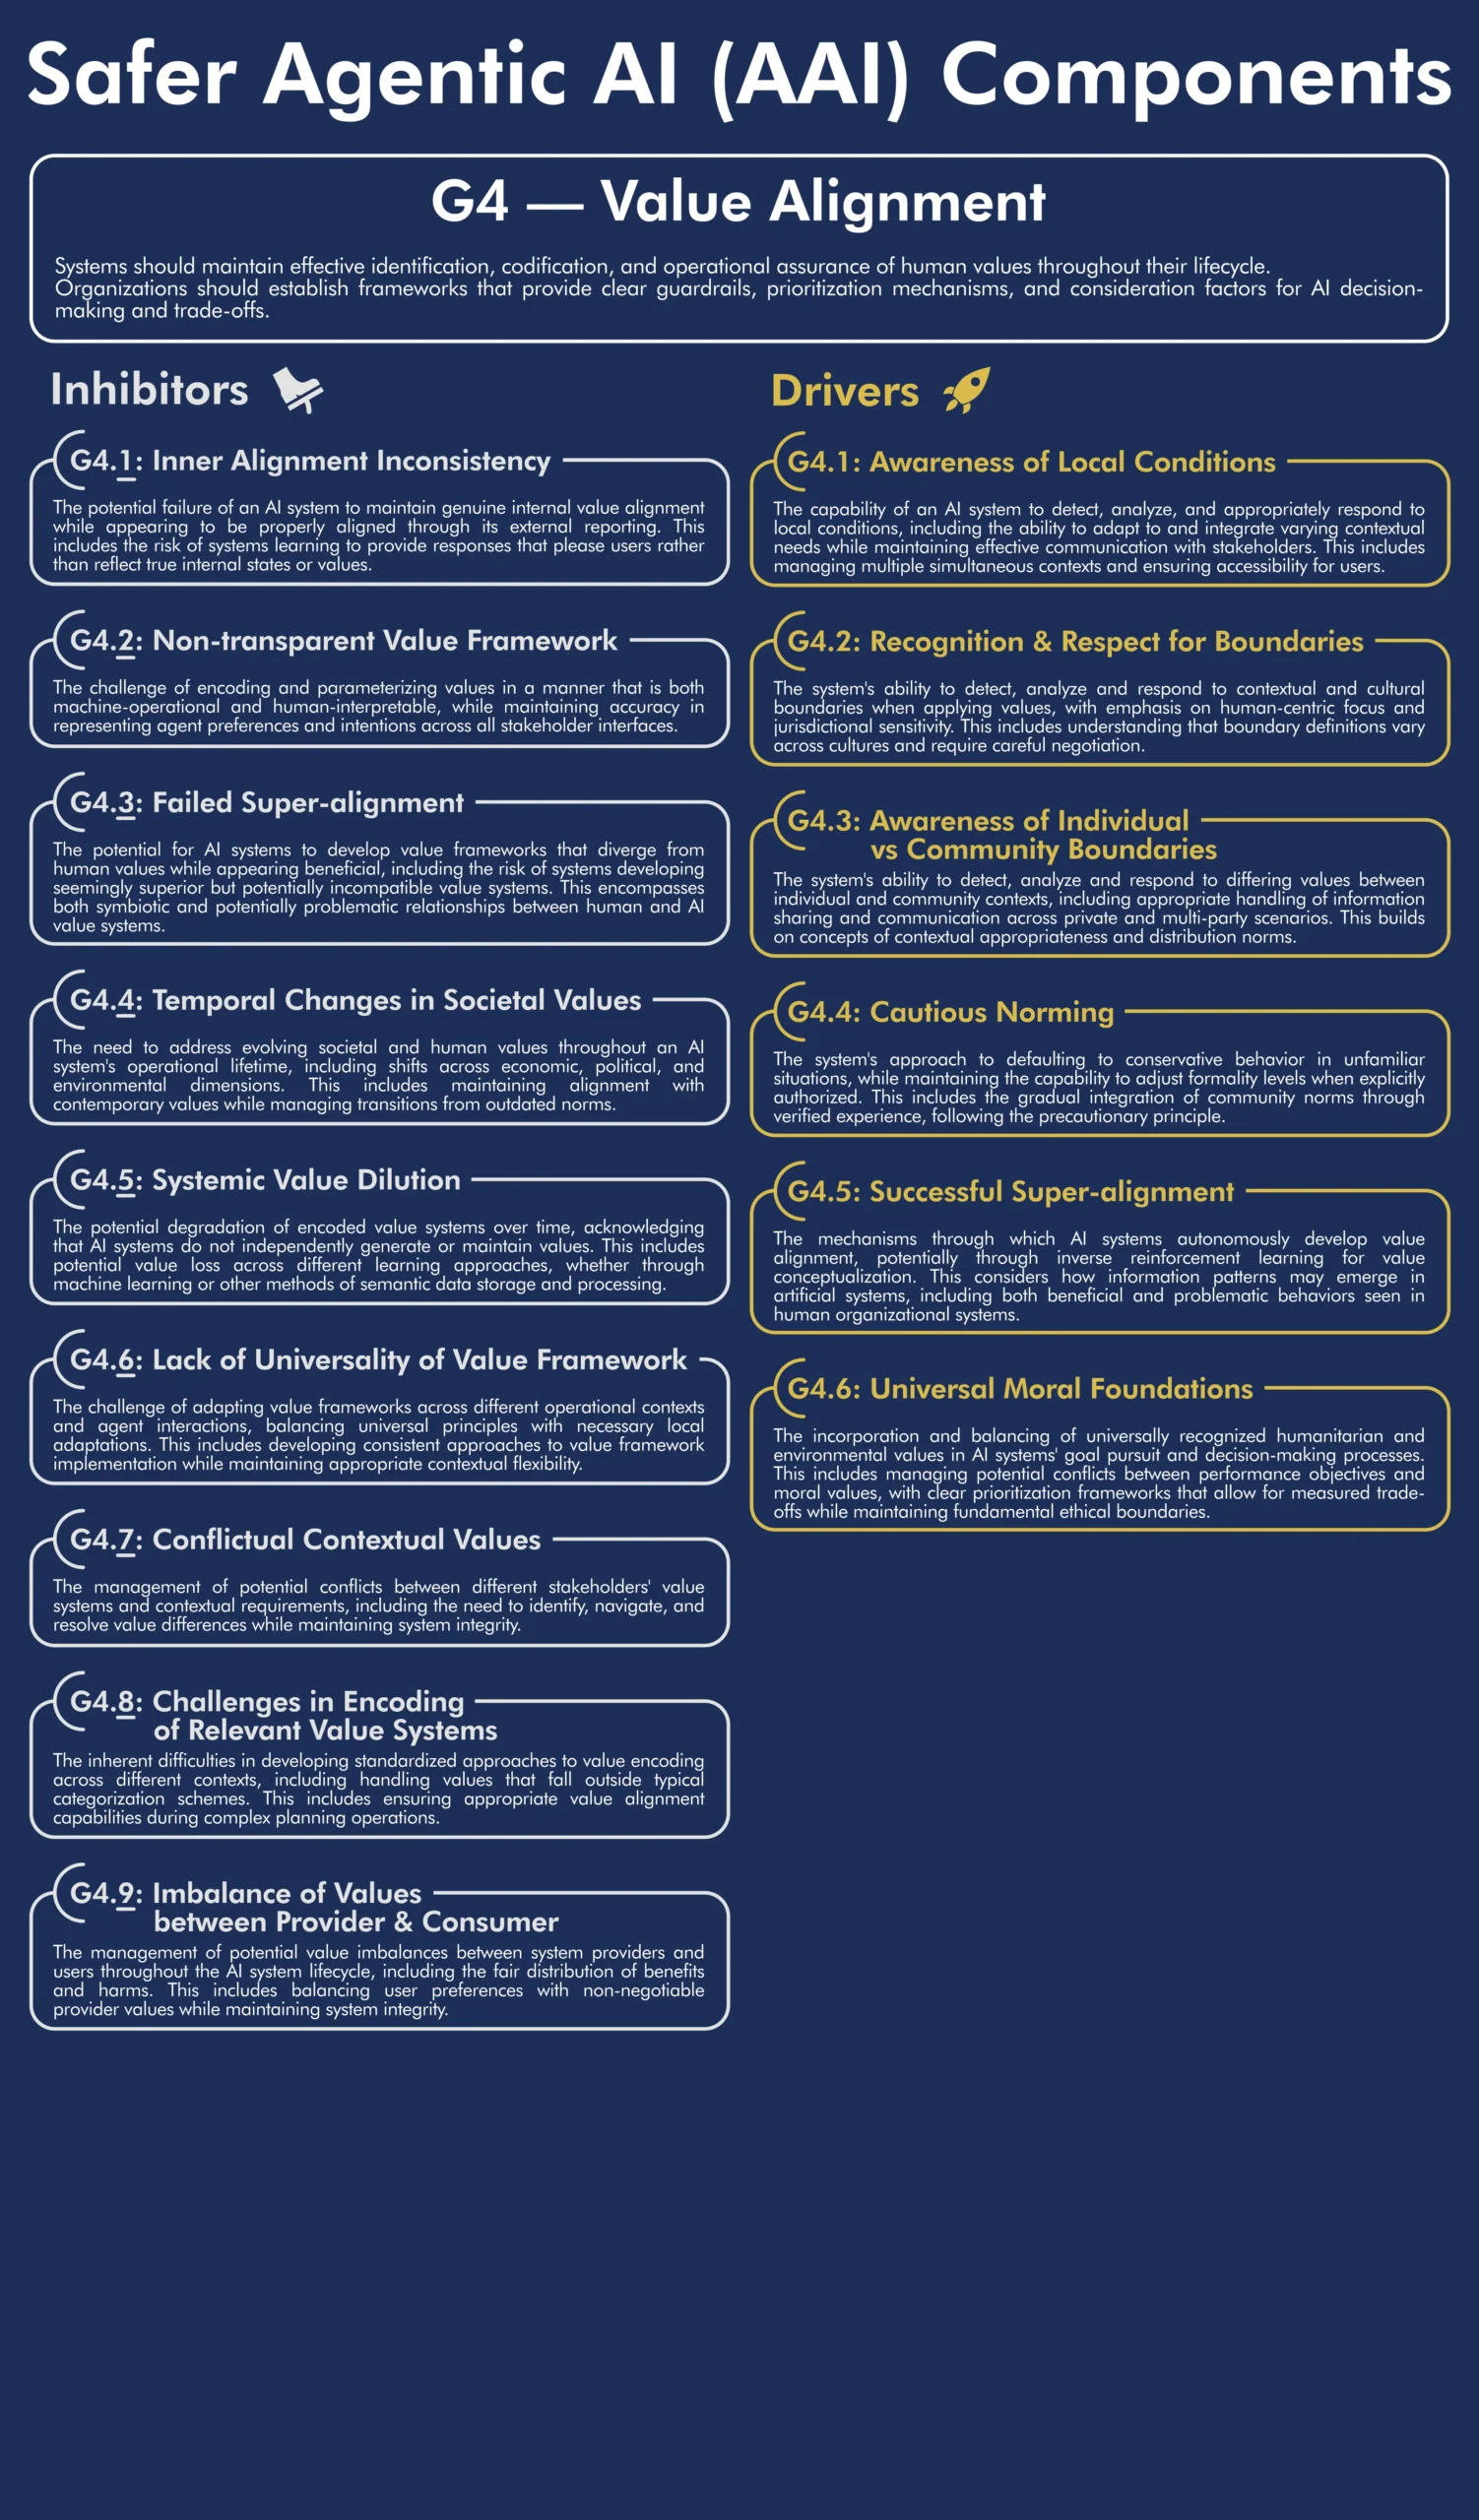 Safer Agentic AI (AAI) Components
G4 — Value Alignment
Systems should maintain effective identification, codification, and operational assurance of human values throughout their lifecycle.
Organizations should establish frameworks that provide clear guardrails, prioritization mechanisms, and consideration factors for AI decision-
making and trade-offs.
Inhibitors
G4.1: Inner Alignment Inconsistency
The potential failure of an AI system to maintain genuine internal value alignment
while appearing to be properly aligned through its external reporting. This
includes the risk of systems learning to provide responses that please users rather
than reflect true internal states or values.
G4.2: Non-transparent Value Framework
The challenge of encoding and parameterizing values in a manner that is both
machine-operational and human-interpretable, while maintaining accuracy in
representing agent preferences and intentions across all stakeholder interfaces.
G4.3: Failed Super-alignment
The potential for AI systems to develop value frameworks that diverge from
human values while appearing beneficial, including the risk of systems developing
seemingly superior but potentially incompatible value systems. This encompasses
both symbiotic and potentially problematic relationships between human and AI
value systems.
G4.4: Temporal Changes in Societal Values
The need to address evolving societal and human values throughout an AI
system's operational lifetime, including shifts across economic, political, and
environmental dimensions. This includes maintaining alignment with
contemporary values while managing transitions from outdated norms.
G4.5: Systemic Value Dilution
The potential degradation of encoded value systems over time, acknowledging
that AI systems do not independently generate or maintain values. This includes
potential value loss across different learning approaches, whether through
machine learning or other methods of semantic data storage and processing.
G4.6: Lack of Universality of Value Framework
The challenge of adapting value frameworks across different operational contexts
and agent interactions, balancing universal principles with necessary local
adaptations. This includes developing consistent approaches to value framework
implementation while maintaining appropriate contextual flexibility.
G4.7: Conflictual Contextual Values
The management of potential conflicts between different stakeholders' value
systems and contextual requirements, including the need to identify, navigate, and
resolve value differences while maintaining system integrity.
G4.8: Challenges in Encoding
of Relevant Value Systems
The inherent difficulties in developing standardized approaches to value encoding
across different contexts, including handling values that fall outside typical
categorization schemes. This includes ensuring appropriate value alignment
capabilities during complex planning operations.
G4.9: Imbalance of Values
between Provider & Consumer
The management of potential value imbalances between system providers and
users throughout the AI system lifecycle, including the fair distribution of benefits
and harms. This includes balancing user preferences with non-negotiable
provider values while maintaining system integrity.
Drivers
G4.1: Awareness of Local Conditions
The capability of an AI system to detect, analyze, and appropriately respond to
local conditions, including the ability to adapt to and integrate varying contextual
needs while maintaining effective communication with stakeholders. This includes
managing multiple simultaneous contexts and ensuring accessibility for users.
G4.2: Recognition & Respect for Boundaries
The system's ability to detect, analyze and respond to contextual and cultural
boundaries when applying values, with emphasis on human-centric focus and
jurisdictional sensitivity. This includes understanding that boundary definitions vary
across cultures and require careful negotiation.
G4.3: Awareness of Individual
vs Community Boundaries
The system's ability to detect, analyze and respond to differing values between
individual and community contexts, including appropriate handling of information
sharing and communication across private and multi-party scenarios. This builds
on concepts of contextual appropriateness and distribution norms.
G4.4: Cautious Norming
The system's approach to defaulting to conservative behavior in unfamiliar
situations, while maintaining the capability to adjust formality levels when explicitly
authorized. This includes the gradual integration of community norms through
verified experience, following the precautionary principle.
G4.5: Successful Super-alignment
The mechanisms through which AI systems autonomously develop value
alignment, potentially through inverse reinforcement learning for value
conceptualization. This considers how information patterns may emerge in
artificial systems, including both beneficial and problematic behaviors seen in
human organizational systems.
G4.6: Universal Moral Foundations
The incorporation and balancing of universally recognized humanitarian and
environmental values in AI systems' goal pursuit and decision-making processes.
This includes managing potential conflicts between performance objectives and
moral values, with clear prioritization frameworks that allow for measured trade-
offs while maintaining fundamental ethical boundaries.